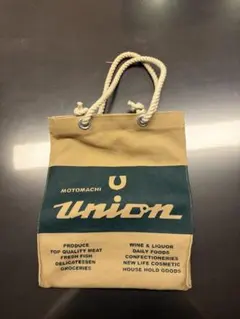 MOTOMACHI
Union
PRODUCE
TOP QUALITY MEAT
FRESH FISH
DELICATESSEN
GROCERIES
WINE & LIQUOR
DAILY FOODS
CONFECTIONERIES
NEW LIFE COSMETIC
HOUSE HOLD GOODS